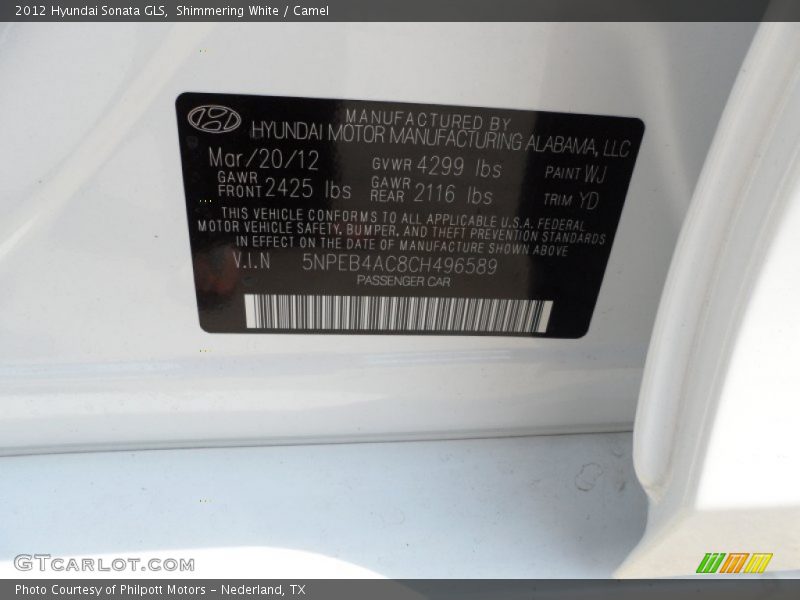 2012 Hyundai Sonata GLS, Shimmering White / Camel
MANUFACTURED BY
HYUNDAI MOTOR MANUFACTURING ALABAMA, LLC
Mar/20/12 GVWR 4299 lbs PAINT WJ
GAWR FRONT 2425 lbs GAWR REAR 2116 lbs TRIM YD
THIS VEHICLE CONFORMS TO ALL APPLICABLE U.S.A. FEDERAL
MOTOR VEHICLE SAFETY, BUMPER, AND THEFT PREVENTION STANDARDS
IN EFFECT ON THE DATE OF MANUFACTURE SHOWN ABOVE
V.I.N 5NPEB4AC8CH496589
PASSENGER CAR
GTCARLOT.COM
Photo Courtesy of Philpott Motors - Nederland, TX